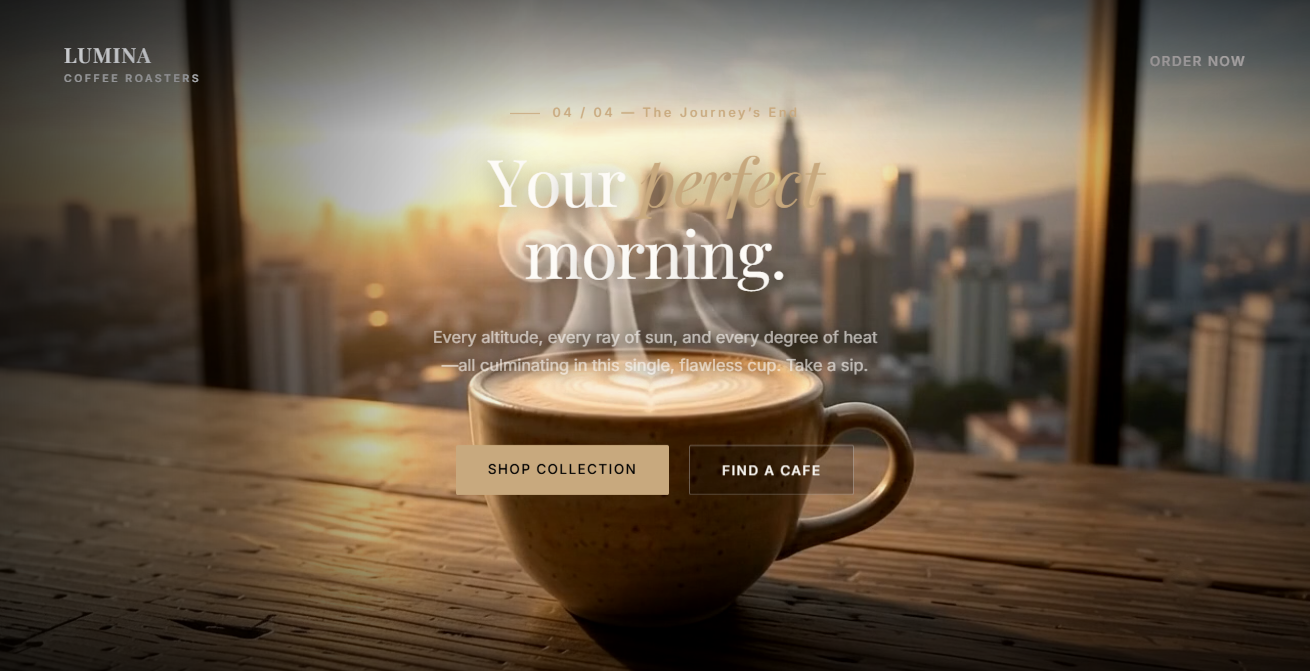 LUMINA
COFFEE ROASTERS
ORDER NOW
04 / 04 — The Journey’s End
Your perfect
morning.
Every altitude, every ray of sun, and every degree of heat
—all culminating in this single, flawless cup. Take a sip.
SHOP COLLECTION
FIND A CAFE